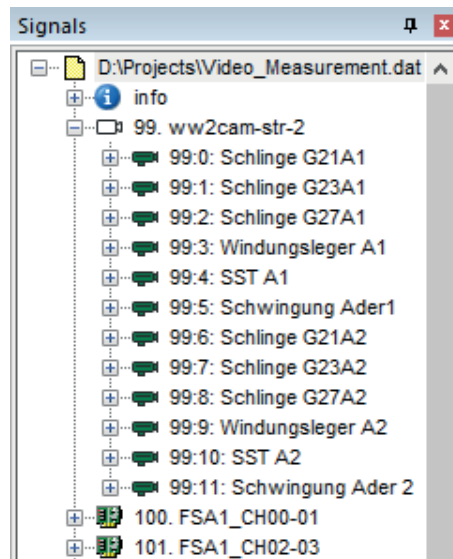 Signals
D:\Projects\Video_Measurement.dat
info
99. ww2cam-str-2
99:0: Schlinge G21A1
99:1: Schlinge G23A1
99:2: Schlinge G27A1
99:3: Windungsleger A1
99:4: SST A1
99:5: Schwingung Ader1
99:6: Schlinge G21A2
99:7: Schlinge G23A2
99:8: Schlinge G27A2
99:9: Windungsleger A2
99:10: SST A2
99:11: Schwingung Ader 2
100. FSA1_CH00-01
101. FSA1_CH02-03